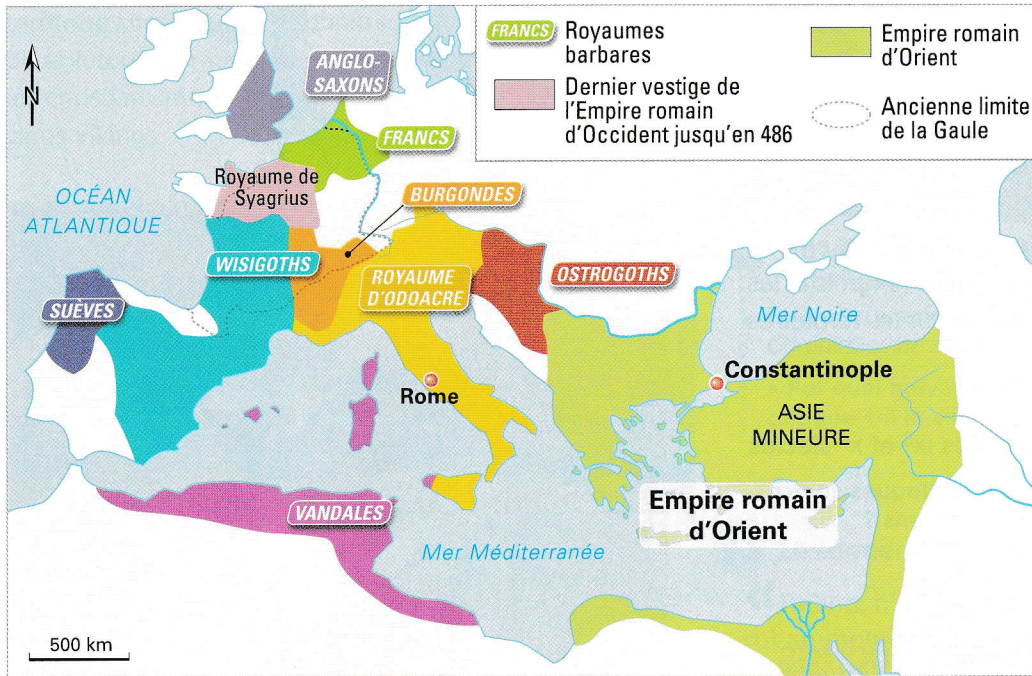 FRANCS
Royaumes
barbares
Dernier vestige de
l'Empire romain
d'Occident jusqu'en 486
Empire romain
d'Orient
Ancienne limite
de la Gaule
N
ANGLO-
SAXONS
FRANCS
Royaume de
Syagrius
BURGONDES
OCÉAN
ATLANTIQUE
WISIGOTHS
ROYAUME
D'ODOACRE
OSTROGOTHS
SUÈVES
Mer Noire
Constantinople
Rome
ASIE
MINEURE
Empire romain
d'Orient
VANDALES
Mer Méditerranée
500 km